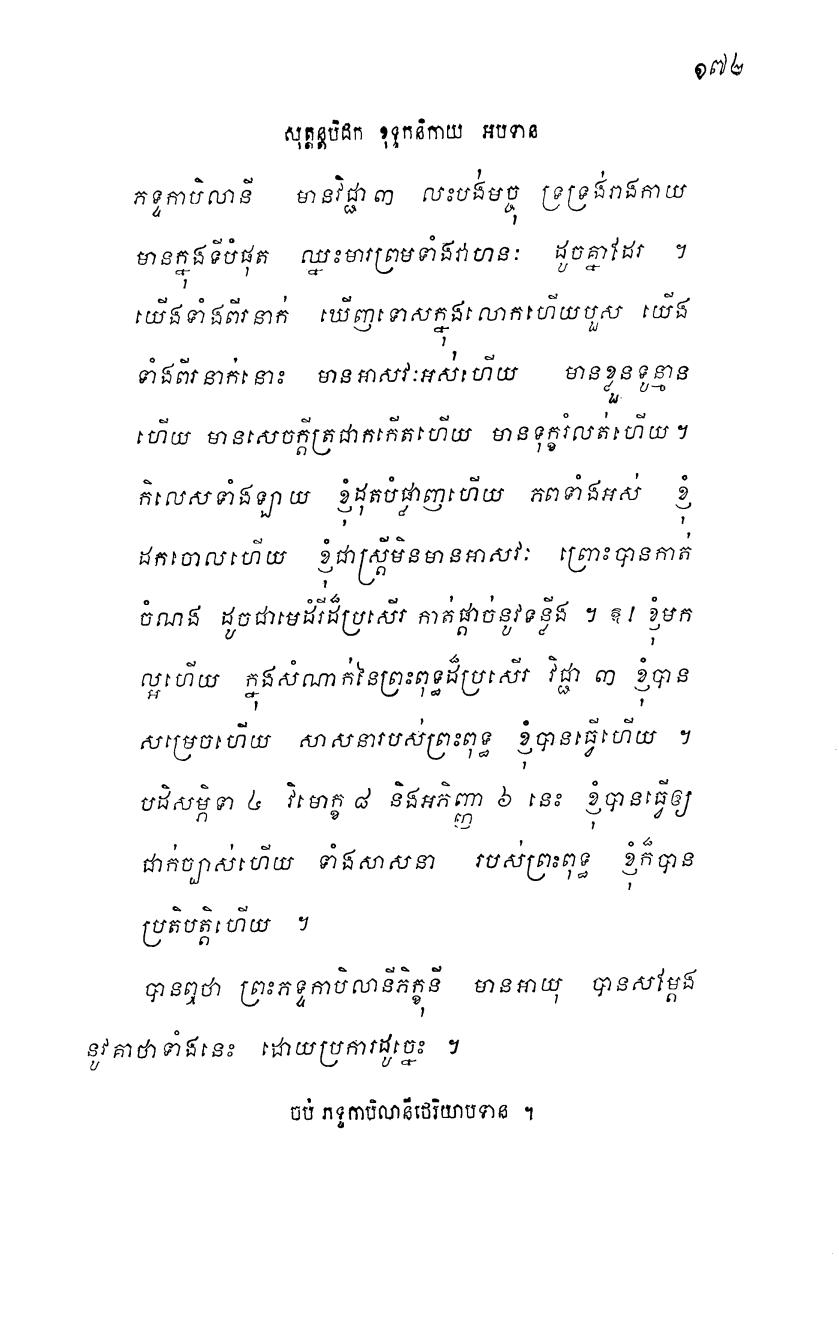 ១៧២
សុត្តន្តបិដក ខុទ្ទកនិកាយ អបទាន
ភទ្ទកាបិលានី មានវិជ្ជា ៣ លះបង់មច្ចុ ទ្រទ្រង់រាងកាយ
មានក្នុងទីបំផុត ឈ្នះមារព្រមទាំងវាហនៈ ដូចគ្នាដែរ ។
យើងទាំងពីរនាក់ ឃើញទោសក្នុងលោកហើយបួស យើង
ទាំងពីរនាក់នោះ មានអាសវៈអស់ហើយ មានខ្លួនទូន្មាន
ហើយ មានសេចក្តីត្រជាកកើតហើយ មានទុក្ខរំលត់ហើយ ។
កិលេសទាំងឡាយ ខ្ញុំដុតបំផ្លាញហើយ ភពទាំងអស់ ខ្ញុំ
ដកចោលហើយ ខ្ញុំជាស្ត្រីមិនមានអាសវៈ ព្រោះបានកាត់
ចំណង ដូចជាមេដំរីដ៏ប្រសើរ កាត់ផ្តាច់នូវទន្លីង ។ ឱ! ខ្ញុំមក
ល្អហើយ ក្នុងសំណាក់នៃព្រះពុទ្ធដ៏ប្រសើរ វិជ្ជា ៣ ខ្ញុំបាន
សម្រេចហើយ សាសនារបស់ព្រះពុទ្ធ ខ្ញុំបានធ្វើហើយ ។
បដិសម្ភិទា ៤ វិមោក្ខ ៨ និងអភិញ្ញា ៦ នេះ ខ្ញុំបានធ្វើឲ្យ
ជាក់ច្បាស់ហើយ ទាំងសាសនា របស់ព្រះពុទ្ធ ខ្ញុំក៏បាន
ប្រតិបត្តិហើយ ។
បានឮថា ព្រះភទ្ទកាបិលានីភិក្ខុនី មានអាយុ បានសម្តែង
នូវគាថាទាំងនេះ ដោយប្រការដូច្នេះ ។
ចប់ ភទ្ទកាបិលានីថេរិយាបទាន ។